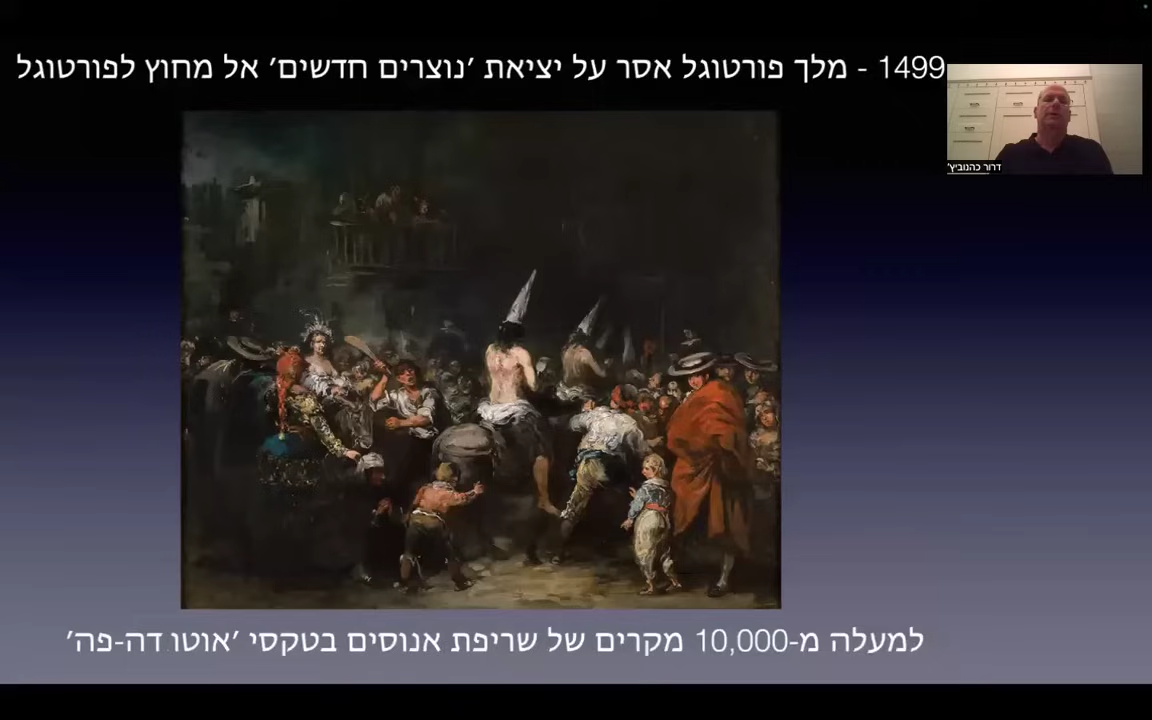 1499 - מלך פורטוגל אסר על יציאת ׳נוצרים חדשים׳ אל מחוץ לפורטוגל
דרור כהנוביץ׳
למעלה מ-10,000 מקרים של שריפת אנוסים בטקסי ׳אוטו דה-פה׳